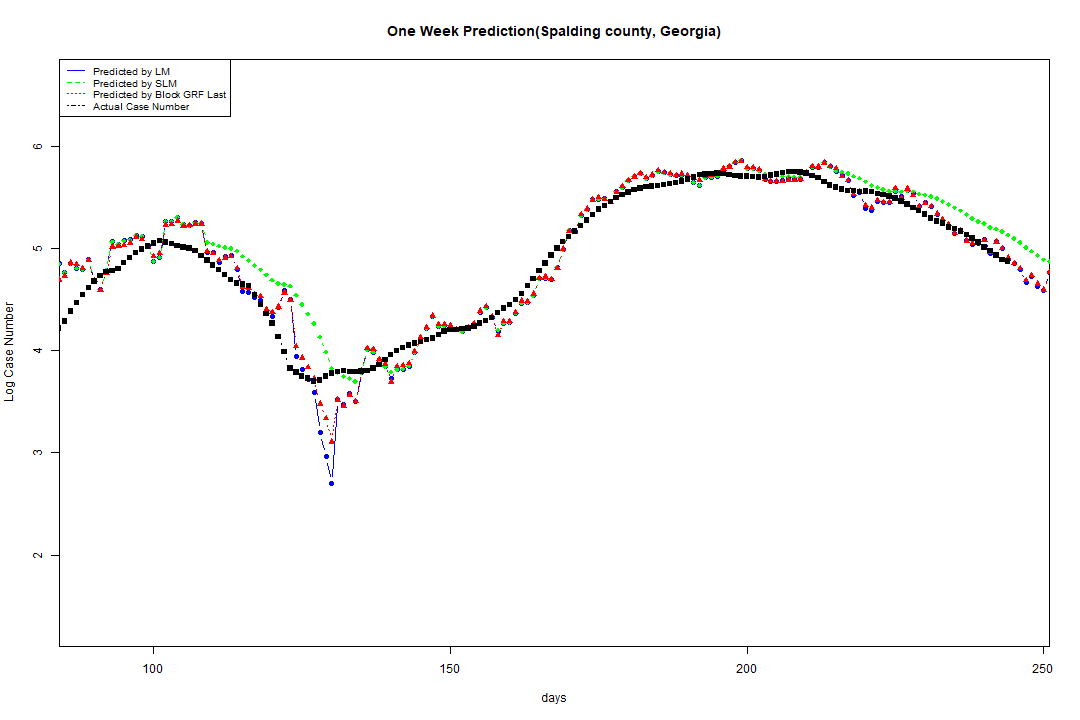 One Week Prediction(Spalding county, Georgia)
Predicted by LM
Predicted by SLM
Predicted by Block GRF Last
Actual Case Number
6
5
4
3
2
Log Case Number
100 150 200 250
days